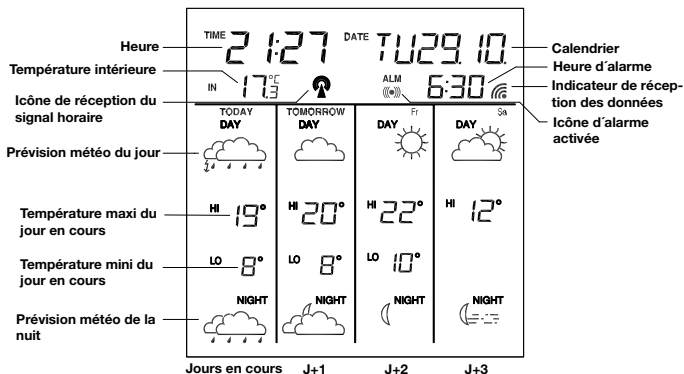 Heure
Température intérieure
Icône de réception du
signal horaire
Prévision météo du jour
Température maxi du
jour en cours
Température mini du
jour en cours
Prévision météo de la
nuit
TIME 21:27 DATE TU29.10.
IN 17.3 °C ALM 6:30
TODAY TOMORROW Fr Sa
DAY DAY DAY DAY
HI 19° HI 20° HI 22° HI 12°
LO 8° LO 8° LO 10°
NIGHT NIGHT NIGHT NIGHT
Jours en cours J+1 J+2 J+3
Calendrier
Heure d´alarme
Indicateur de récep-
tion des données
Icône d´alarme
activée